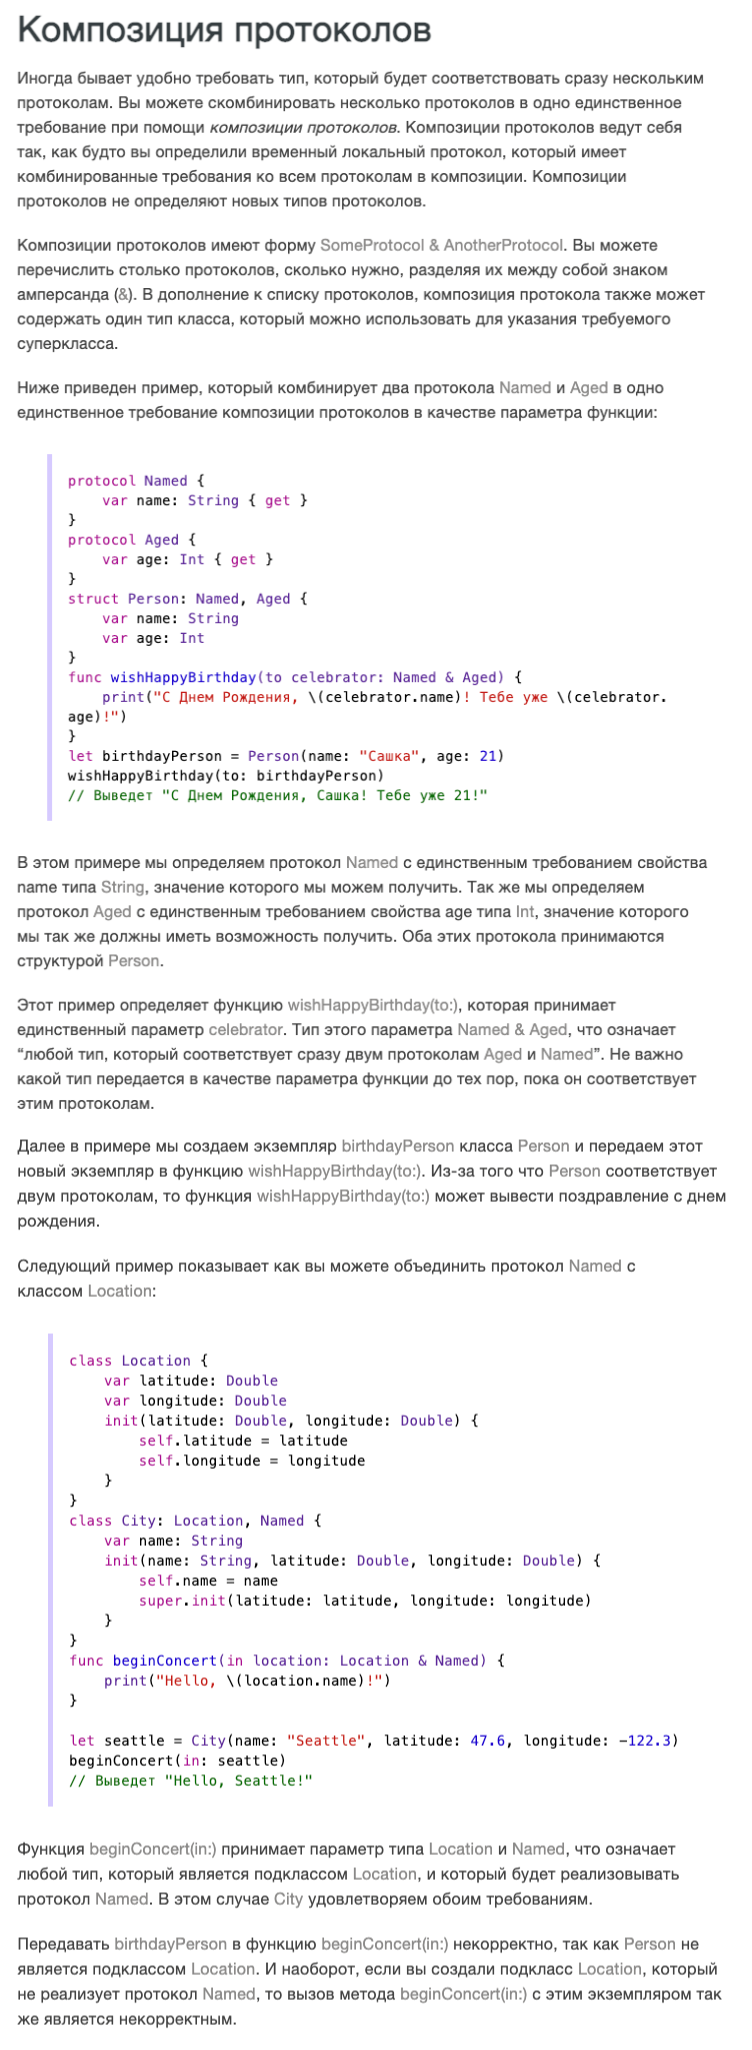 Композиция протоколов
Иногда бывает удобно требовать тип, который будет соответствовать сразу нескольким
протоколам. Вы можете скомбинировать несколько протоколов в одно единственное
требование при помощи композиции протоколов. Композиции протоколов ведут себя
так, как будто вы определили временный локальный протокол, который имеет
комбинированные требования ко всем протоколам в композиции. Композиции
протоколов не определяют новых типов протоколов.
Композиции протоколов имеют форму SomeProtocol & AnotherProtocol. Вы можете
перечислить столько протоколов, сколько нужно, разделяя их между собой знаком
амперсанда (&). В дополнение к списку протоколов, композиция протокола также может
содержать один тип класса, который можно использовать для указания требуемого
суперкласса.
Ниже приведен пример, который комбинирует два протокола Named и Aged в одно
единственное требование композиции протоколов в качестве параметра функции:
protocol Named {
    var name: String { get }
}
protocol Aged {
    var age: Int { get }
}
struct Person: Named, Aged {
    var name: String
    var age: Int
}
func wishHappyBirthday(to celebrator: Named & Aged) {
    print("С Днем Рождения, \(celebrator.name)! Тебе уже \(celebrator.
age)!")
}
let birthdayPerson = Person(name: "Сашка", age: 21)
wishHappyBirthday(to: birthdayPerson)
// Выведет "С Днем Рождения, Сашка! Тебе уже 21!"
В этом примере мы определяем протокол Named с единственным требованием свойства
name типа String, значение которого мы можем получить. Так же мы определяем
протокол Aged с единственным требованием свойства age типа Int, значение которого
мы так же должны иметь возможность получить. Оба этих протокола принимаются
структурой Person.
Этот пример определяет функцию wishHappyBirthday(to:), которая принимает
единственный параметр celebrator. Тип этого параметра Named & Aged, что означает
“любой тип, который соответствует сразу двум протоколам Aged и Named”. Не важно
какой тип передается в качестве параметра функции до тех пор, пока он соответствует
этим протоколам.
Далее в примере мы создаем экземпляр birthdayPerson класса Person и передаем этот
новый экземпляр в функцию wishHappyBirthday(to:). Из-за того что Person соответствует
двум протоколам, то функция wishHappyBirthday(to:) может вывести поздравление с днем
рождения.
Следующий пример показывает как вы можете объединить протокол Named с
классом Location:
class Location {
    var latitude: Double
    var longitude: Double
    init(latitude: Double, longitude: Double) {
        self.latitude = latitude
        self.longitude = longitude
    }
}
class City: Location, Named {
    var name: String
    init(name: String, latitude: Double, longitude: Double) {
        self.name = name
        super.init(latitude: latitude, longitude: longitude)
    }
}
func beginConcert(in location: Location & Named) {
    print("Hello, \(location.name)!")
}
let seattle = City(name: "Seattle", latitude: 47.6, longitude: -122.3)
beginConcert(in: seattle)
// Выведет "Hello, Seattle!"
Функция beginConcert(in:) принимает параметр типа Location и Named, что означает
любой тип, который является подклассом Location, и который будет реализовывать
протокол Named. В этом случае City удовлетворяем обоим требованиям.
Передавать birthdayPerson в функцию beginConcert(in:) некорректно, так как Person не
является подклассом Location. И наоборот, если вы создали подкласс Location, который
не реализует протокол Named, то вызов метода beginConcert(in:) с этим экземпляром так
же является некорректным.